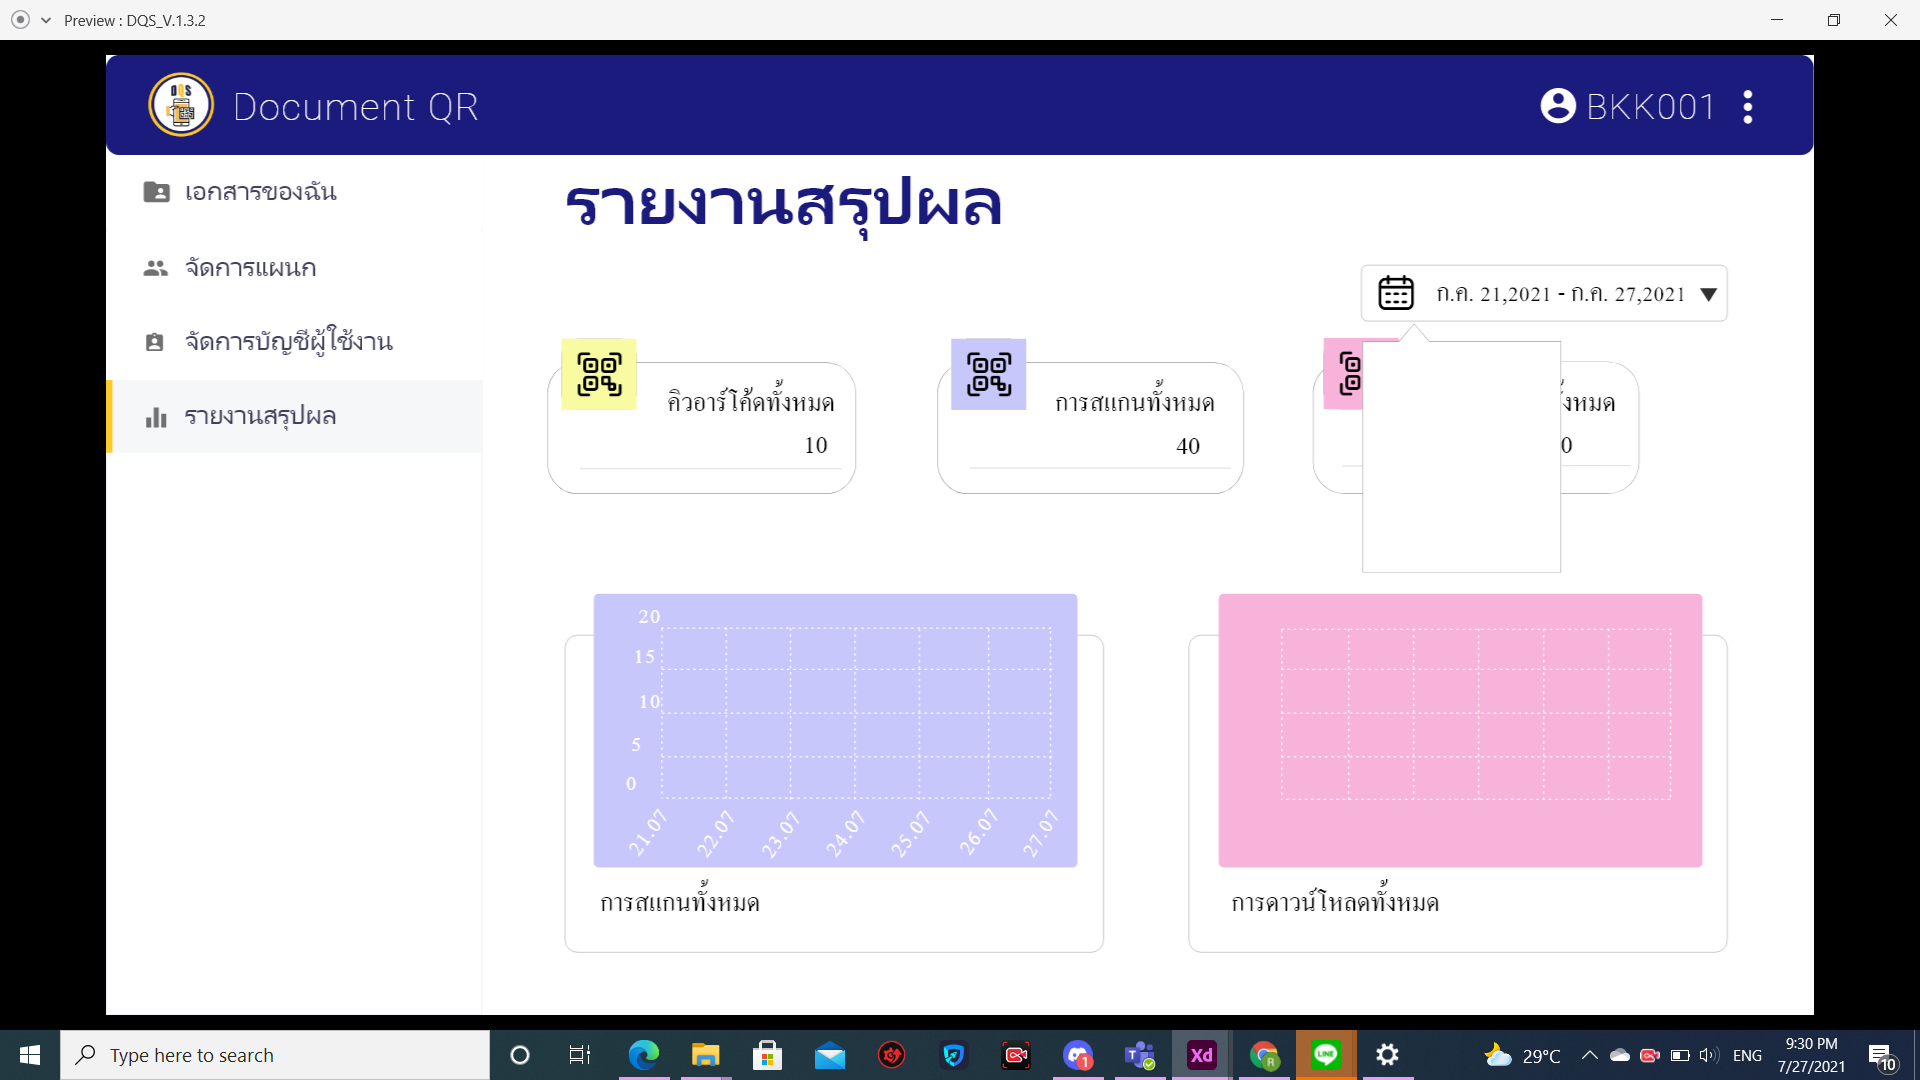 Preview : DQS_V.1.3.2
DQS
Document QR
BKK001
เอกสารของฉัน
จัดการแผนก
จัดการบัญชีผู้ใช้งาน
รายงานสรุปผล
รายงานสรุปผล
ก.ค. 21,2021 - ก.ค. 27,2021
คิวอาร์โค้ดทั้งหมด
10
การสแกนทั้งหมด
40
0
20
15
10
5
0
21.07
22.07
23.07
24.07
25.07
26.07
27.07
การสแกนทั้งหมด
การดาวน์โหลดทั้งหมด
Type here to search
1
Xd
R
LINE
29°C
ENG
9:30 PM
7/27/2021
10